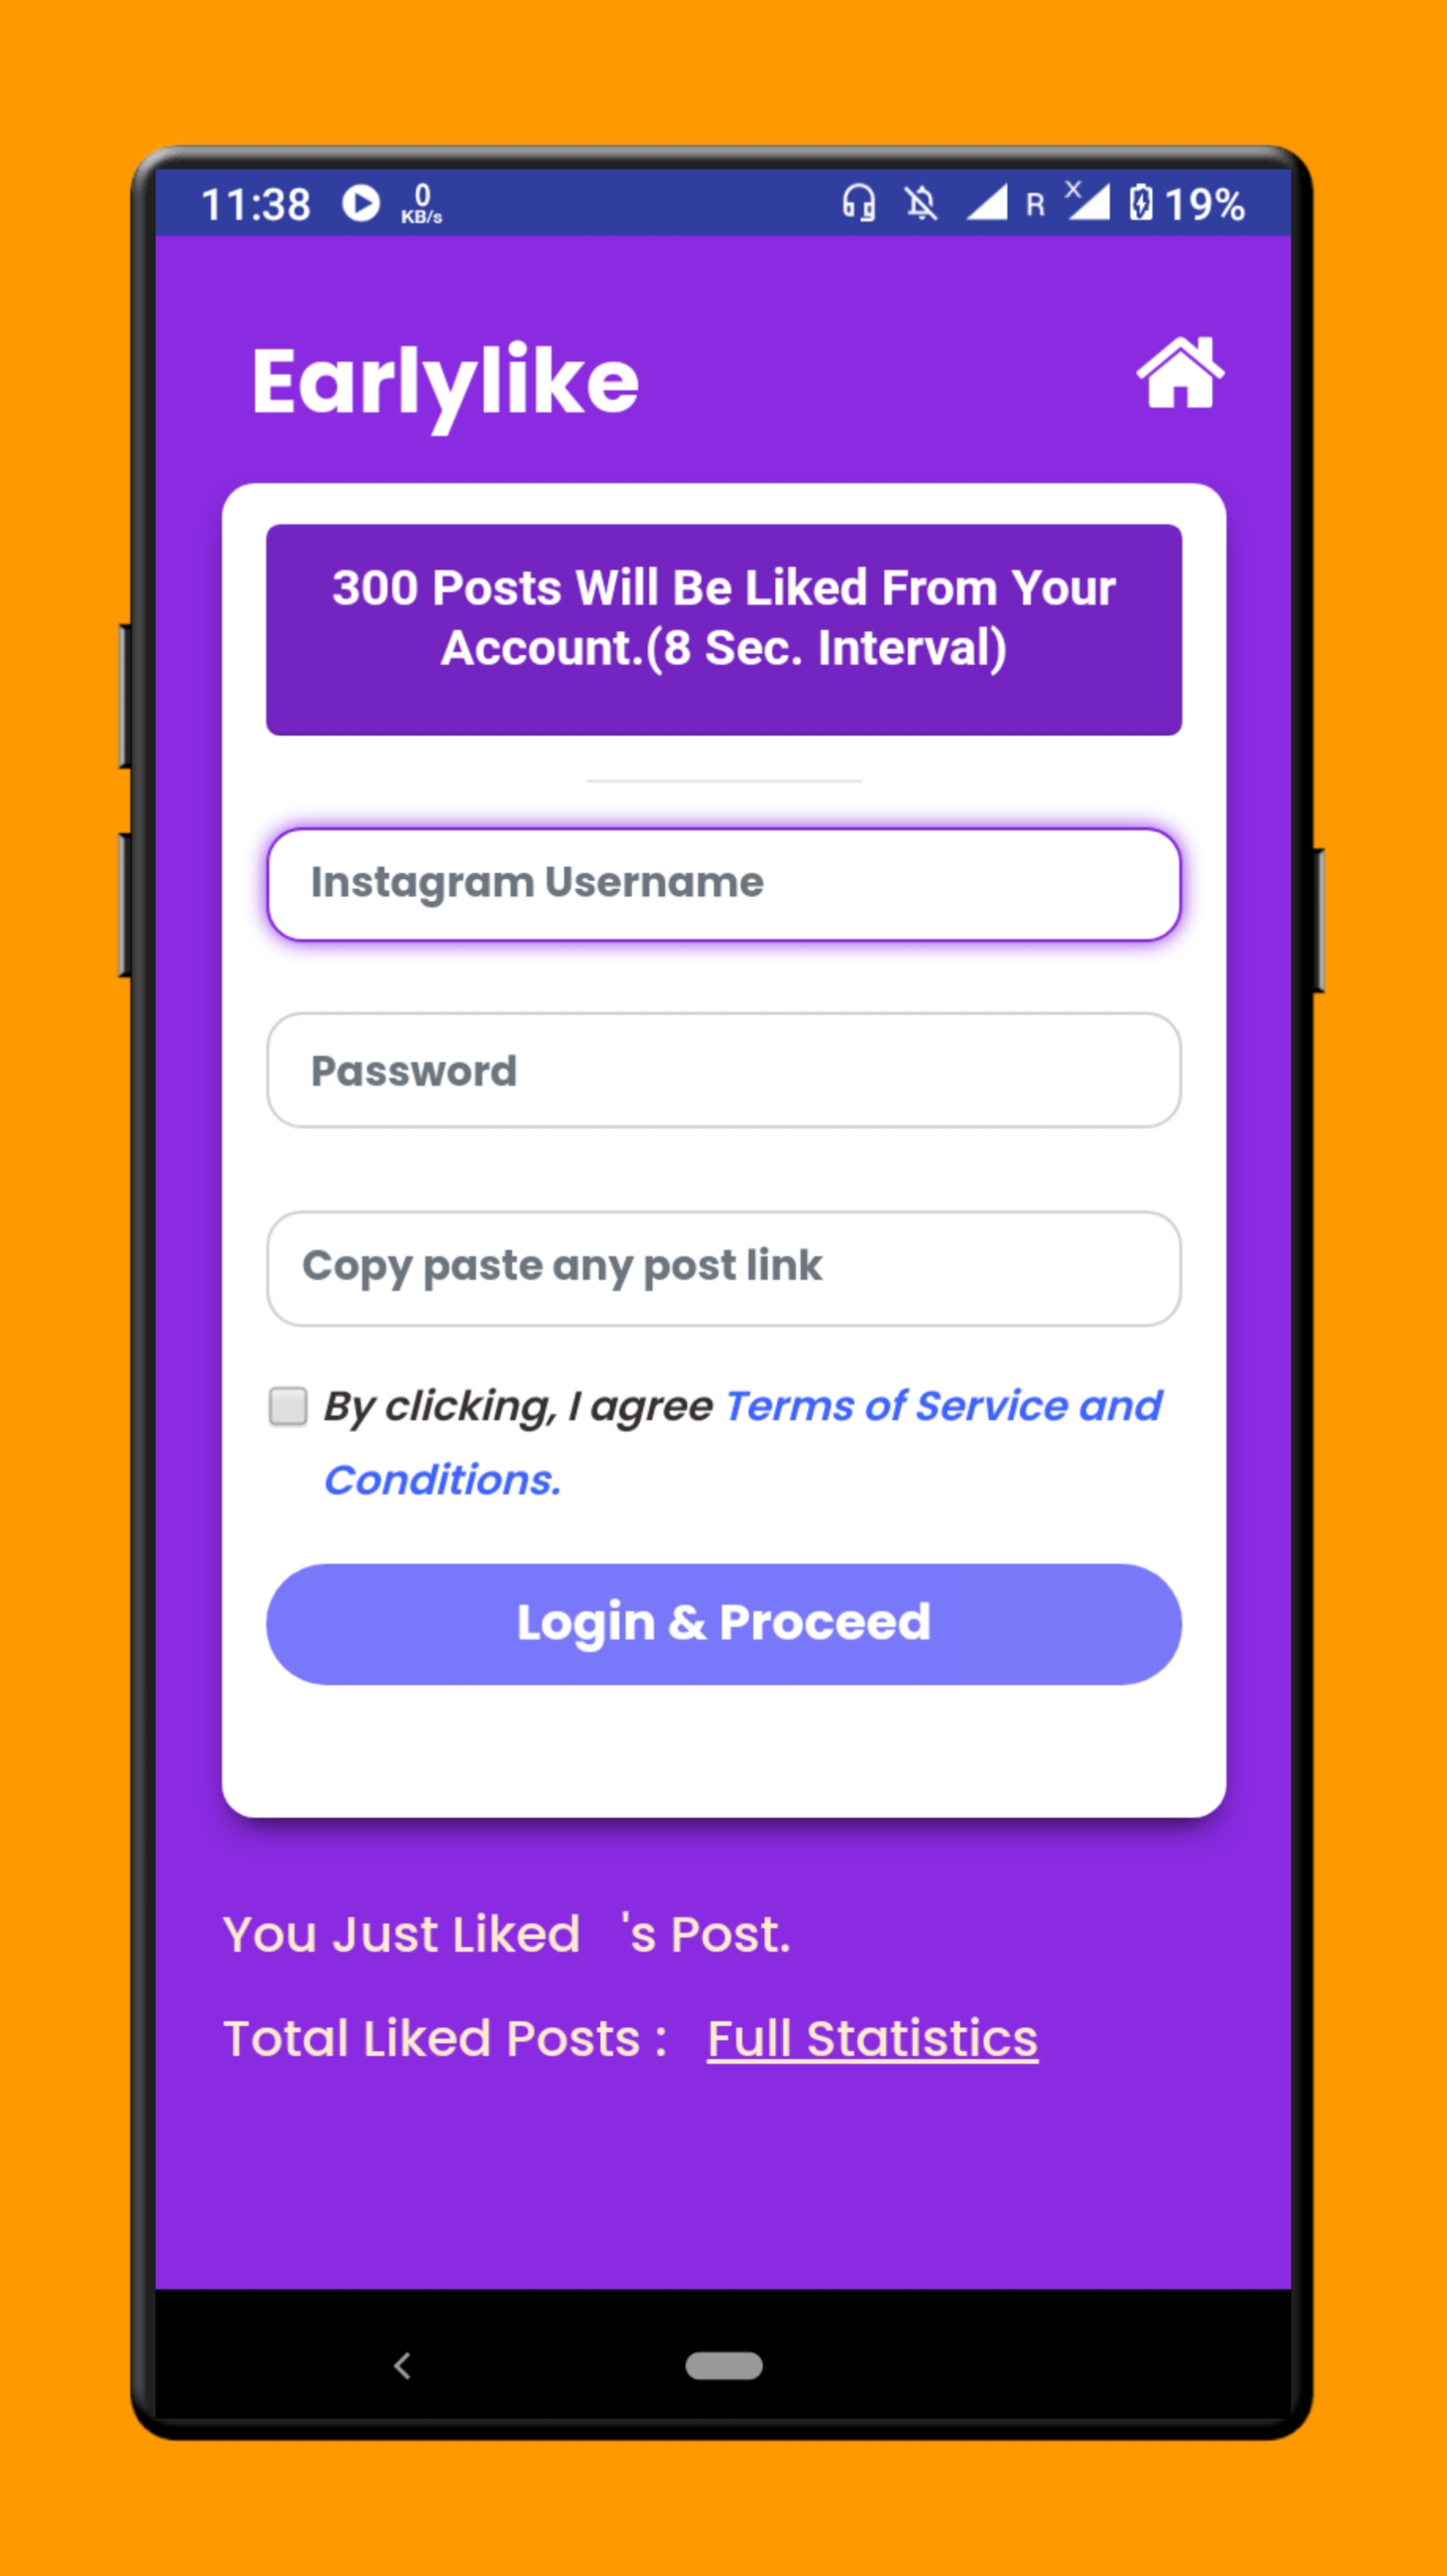 11:38 0 KB/s R X 19%
Earlylike
300 Posts Will Be Liked From Your
Account.(8 Sec. Interval)
Instagram Username
Password
Copy paste any post link
By clicking, I agree Terms of Service and
Conditions.
Login & Proceed
You Just Liked 's Post.
Total Liked Posts : Full Statistics